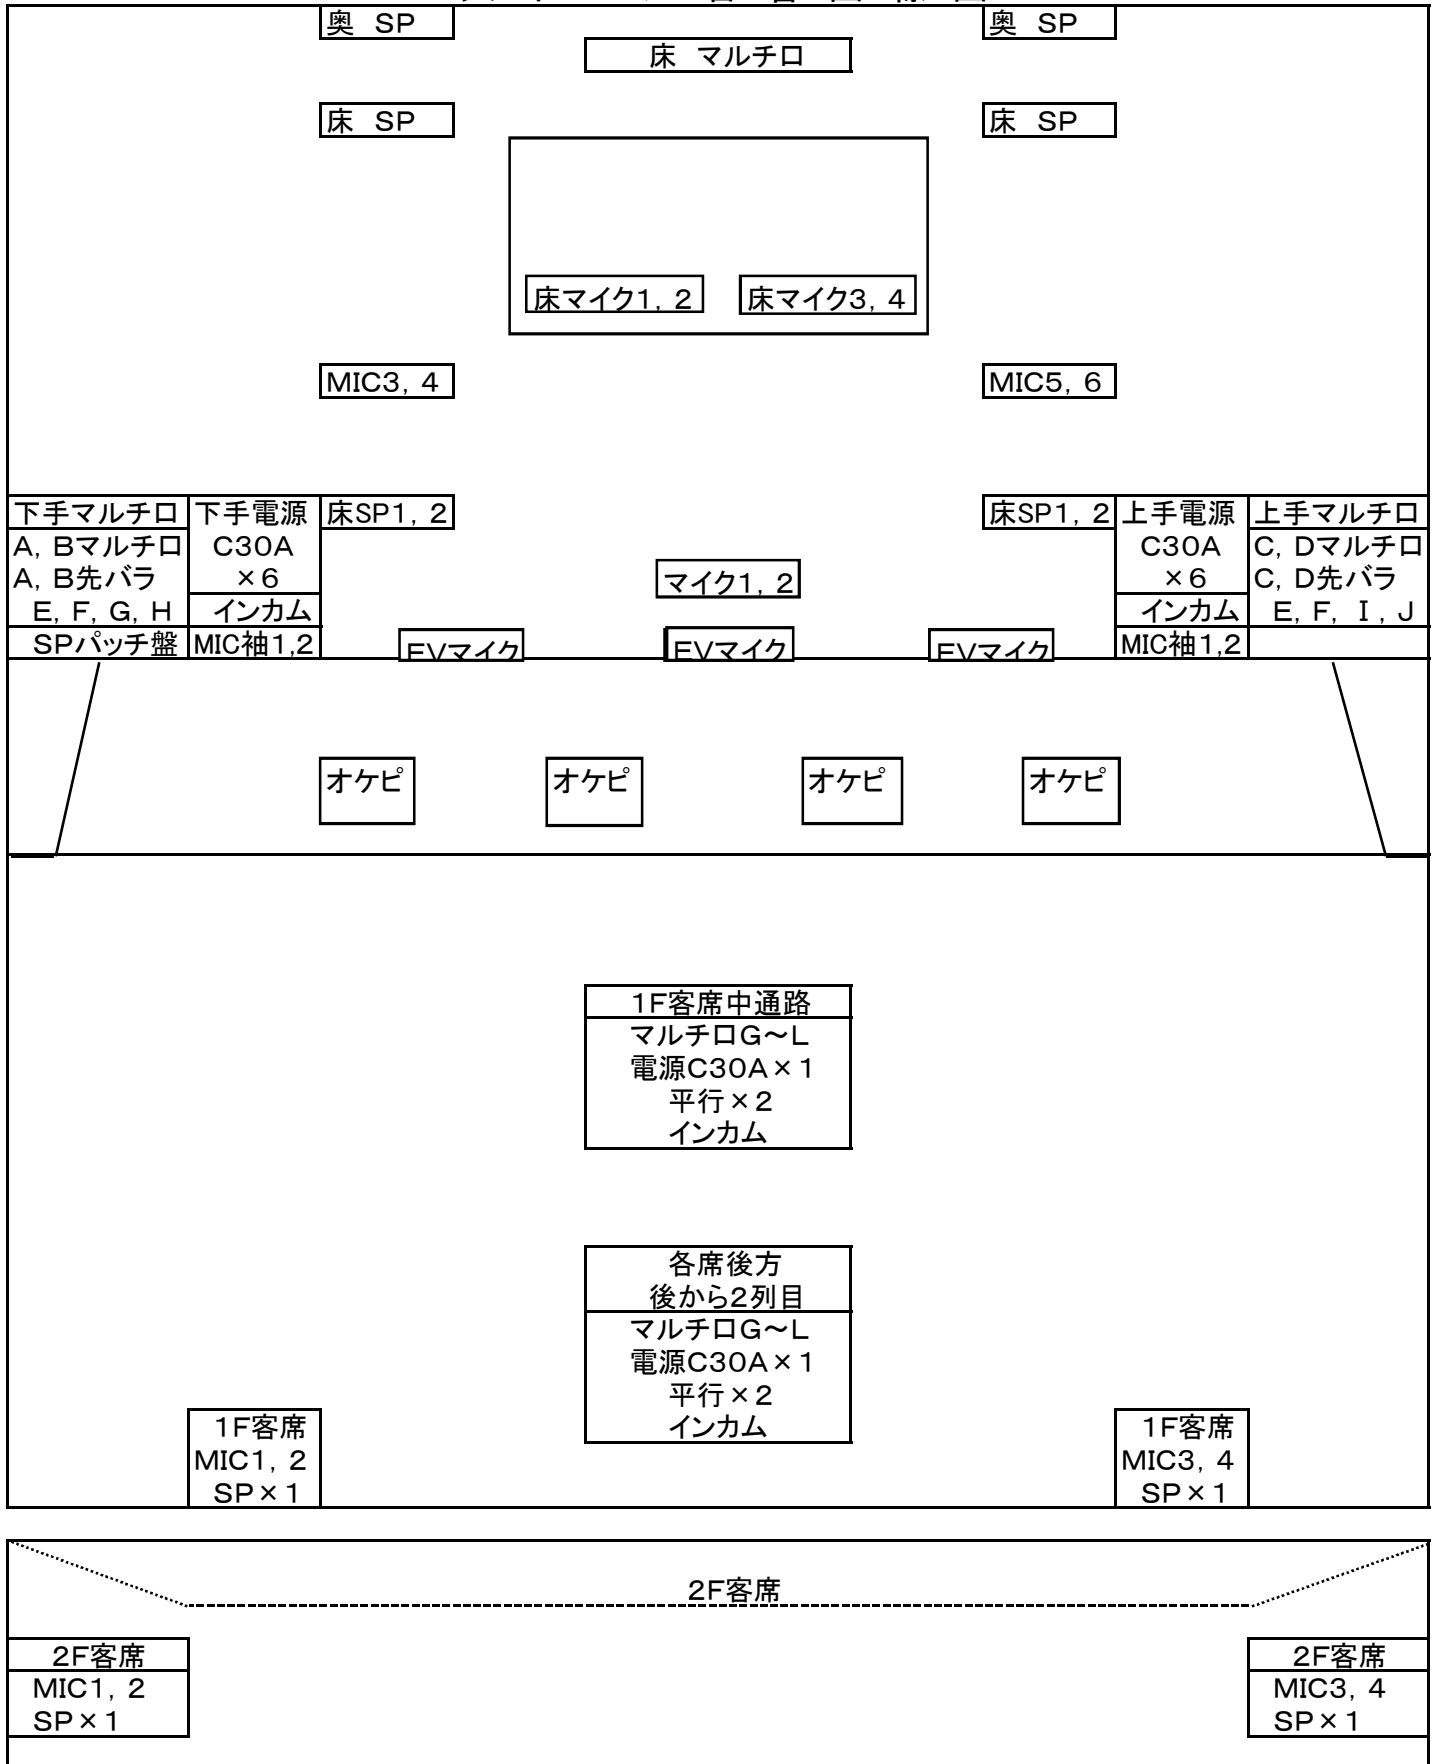 奥 SP
奥 SP
床 マルチロ
床 SP
床 SP
床マイク1, 2
床マイク3, 4
MIC3, 4
MIC5, 6
下手マルチロ
A, Bマルチロ
A, B先バラ
E, F, G, H
SPパッチ盤
下手電源
C30A
×6
インカム
MIC袖1,2
床SP1, 2
マイク1, 2
床SP1, 2
上手電源
C30A
×6
インカム
MIC袖1,2
上手マルチロ
C, Dマルチロ
C, D先バラ
E, F, I, J
EVマイク
EVマイク
EVマイク
オケピ
オケピ
オケピ
オケピ
1F客席中通路
マルチロG～L
電源C30A×1
平行×2
インカム
各席後方
後から2列目
マルチロG～L
電源C30A×1
平行×2
インカム
1F客席
MIC1, 2
SP×1
1F客席
MIC3, 4
SP×1
2F客席
2F客席
MIC1, 2
SP×1
2F客席
MIC3, 4
SP×1